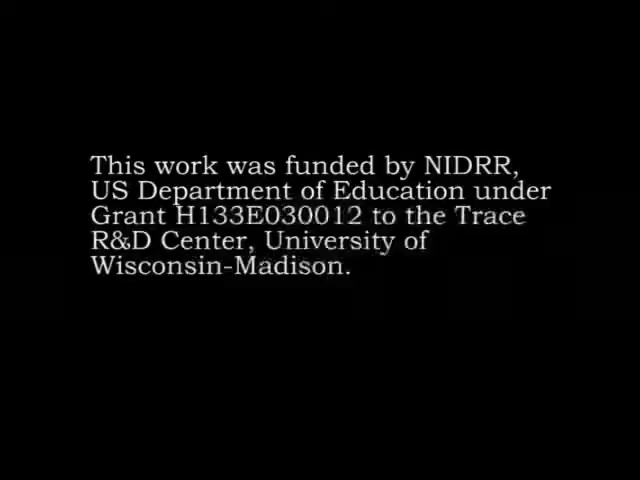 This work was funded by NIDRR,
US Department of Education under
Grant H133E030012 to the Trace
R&D Center, University of
Wisconsin-Madison.